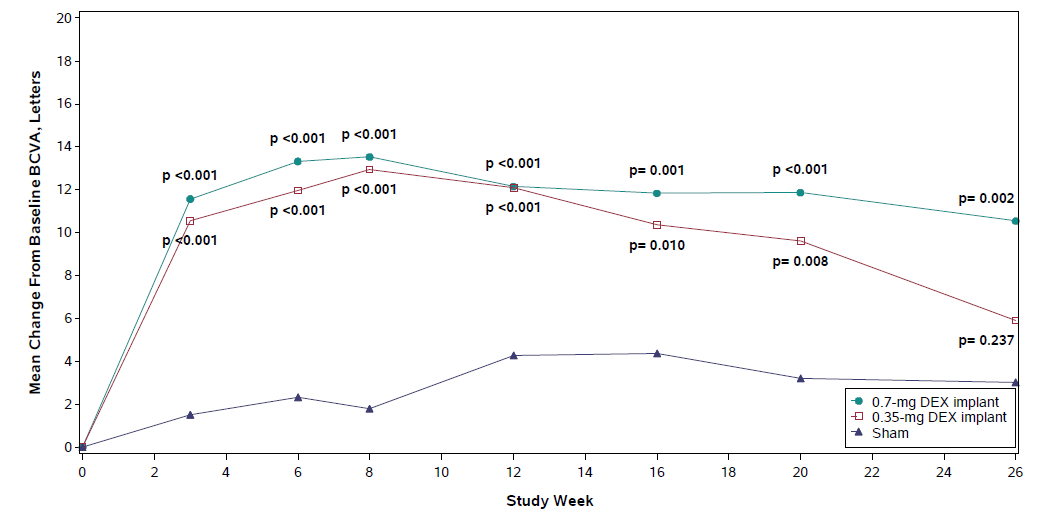 Mean Change From Baseline BCVA, Letters
20
18
16
14
12
10
8
6
4
2
0
p <0.001
p <0.001
p <0.001
p <0.001
p= 0.001
p <0.001
p= 0.002
p <0.001
p <0.001
p <0.001
p <0.001
p= 0.010
p= 0.008
p= 0.237
0.7-mg DEX implant
0.35-mg DEX implant
Sham
0 2 4 6 8 10 12 14 16 18 20 22 24 26
Study Week